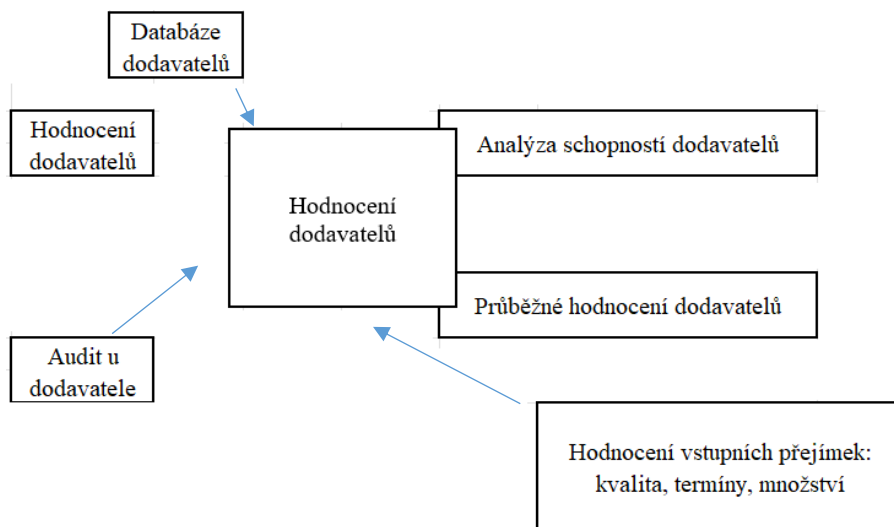 Databáze
dodavatelů
Hodnocení
dodavatelů
Analýza schopností dodavatelů
Hodnocení
dodavatelů
Průběžné hodnocení dodavatelů
Audit u
dodavatele
Hodnocení vstupních přejímek:
kvalita, termíny, množství